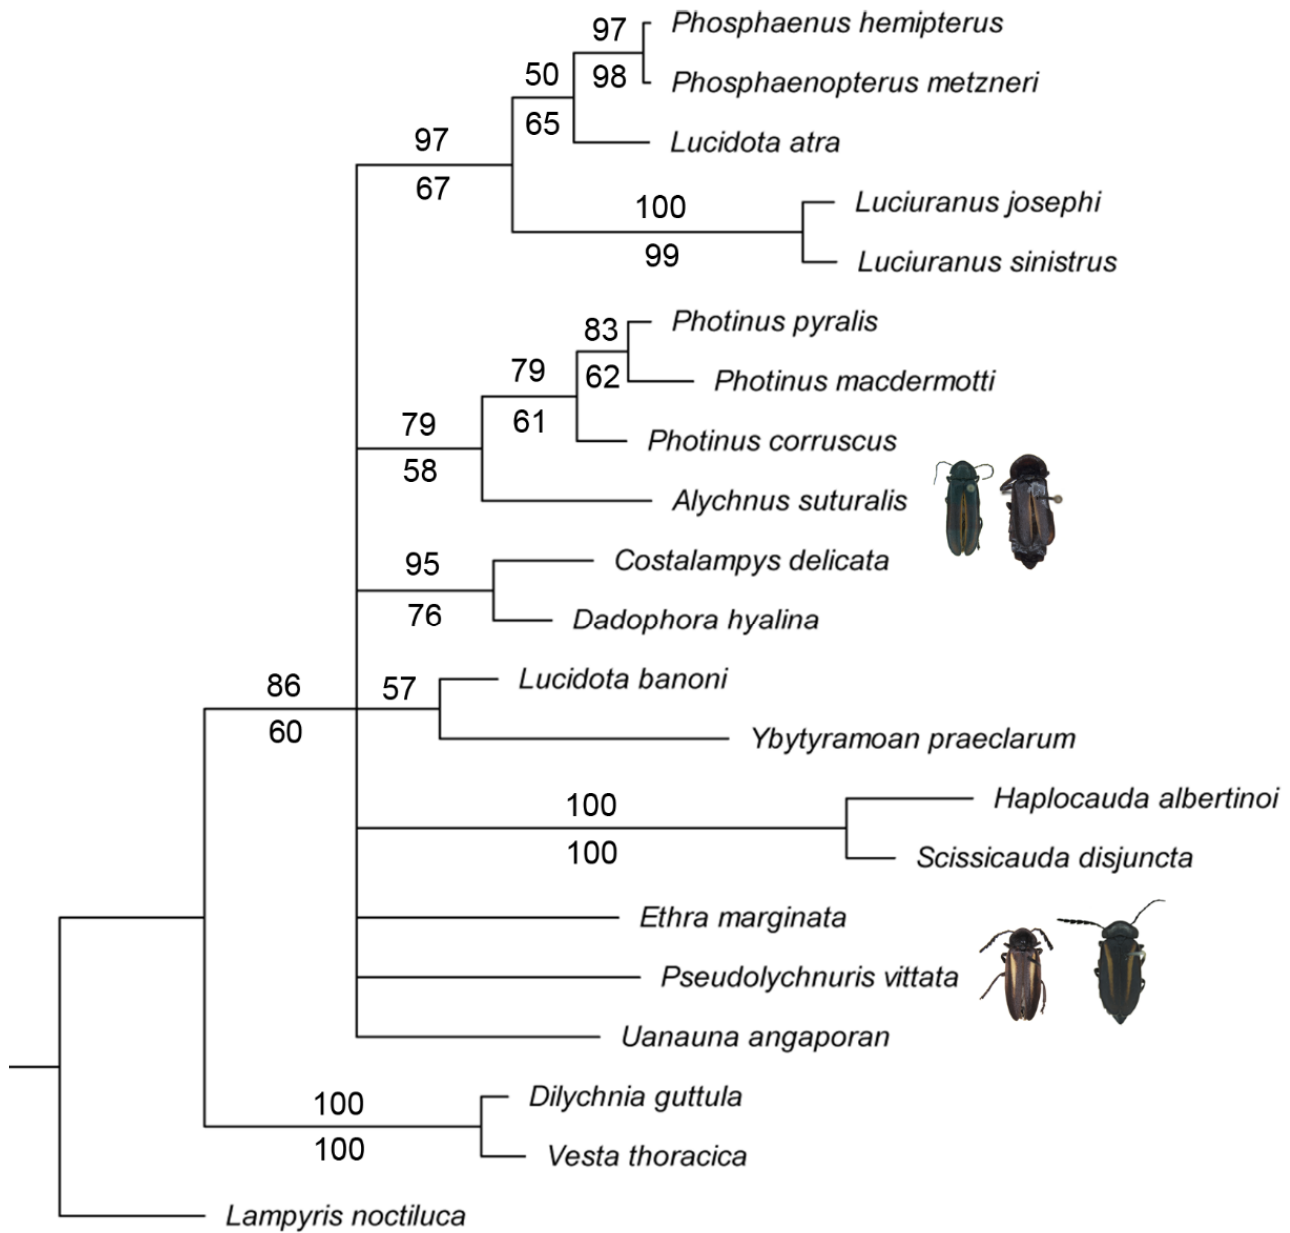 97
Phosphaenus hemipterus
50
98
Phosphaenopterus metzneri
65
97
Lucidota atra
67
100
Luciuranus josephi
99
Luciuranus sinistrus
83
Photinus pyralis
79
62
Photinus macdermotti
79
61
Photinus corruscus
58
Alychnus suturalis
95
Costalampys delicata
76
Dadophora hyalina
86
57
Lucidota banoni
60
Ybytyramoan praeclarum
100
Haplocauda albertinoi
100
Scissicauda disjuncta
Ethra marginata
Pseudolychnuris vittata
Uanauna angaporan
100
Dilychnia guttula
100
Vesta thoracica
Lampyris noctiluca